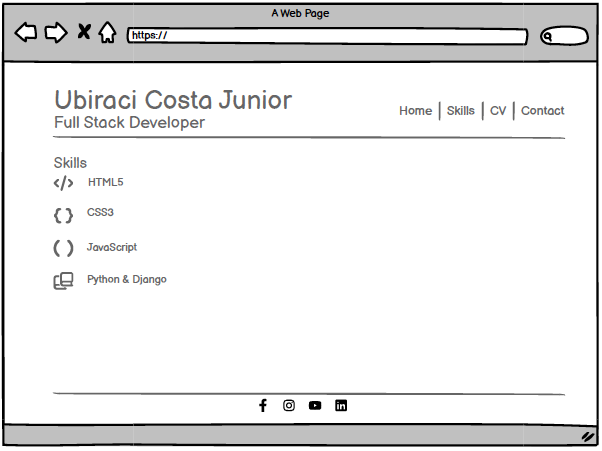 A Web Page
https://
Ubiraci Costa Junior
Full Stack Developer
Home | Skills | CV | Contact
Skills
</> HTML5
{ } CSS3
( ) JavaScript
Python & Django